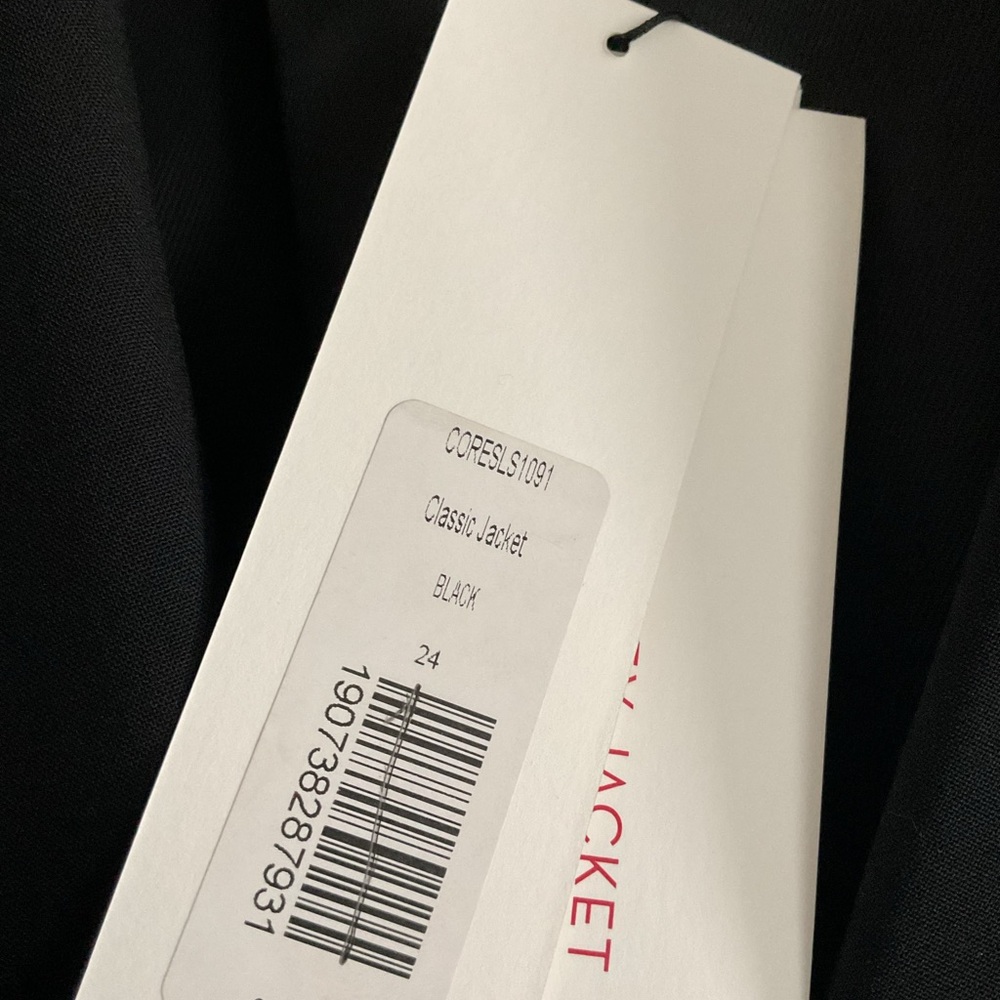 CORESLS1091
Classic Jacket
BLACK
24
190738287931
JACKET